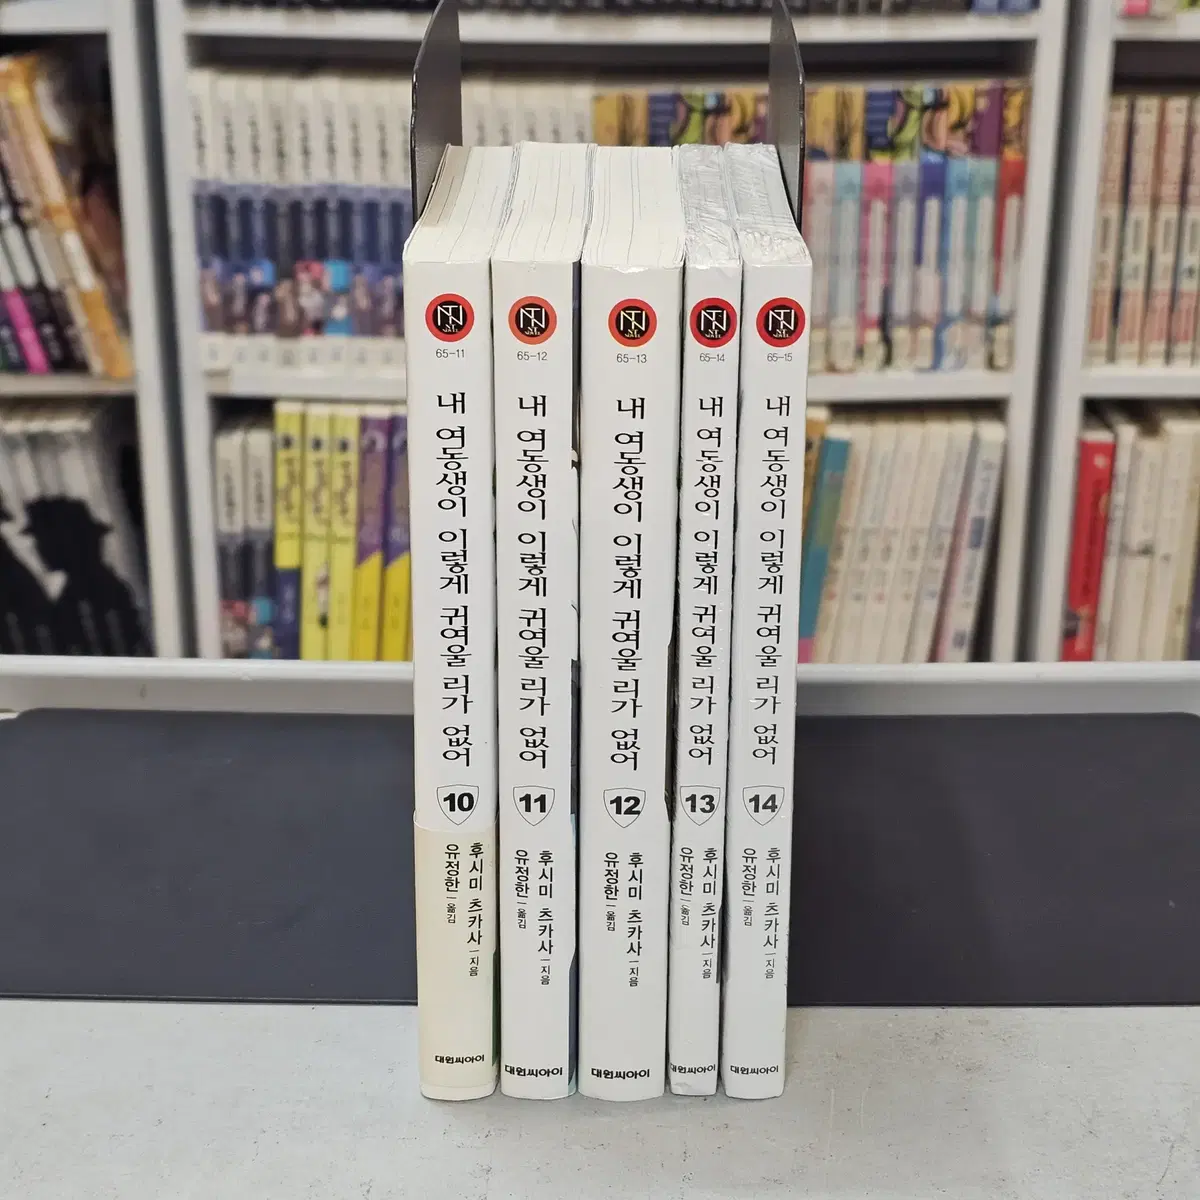 65-11
내 여동생이 이렇게 귀여울 리가 없어
10
후시미 츠카사 | 지음
유정한 | 옮김
대원씨아이
65-12
내 여동생이 이렇게 귀여울 리가 없어
11
후시미 츠카사 | 지음
유정한 | 옮김
대원씨아이
65-13
내 여동생이 이렇게 귀여울 리가 없어
12
후시미 츠카사 | 지음
유정한 | 옮김
대원씨아이
65-14
내 여동생이 이렇게 귀여울 리가 없어
13
후시미 츠카사 | 지음
유정한 | 옮김
대원씨아이
65-15
내 여동생이 이렇게 귀여울 리가 없어
14
후시미 츠카사 | 지음
유정한 | 옮김
대원씨아이